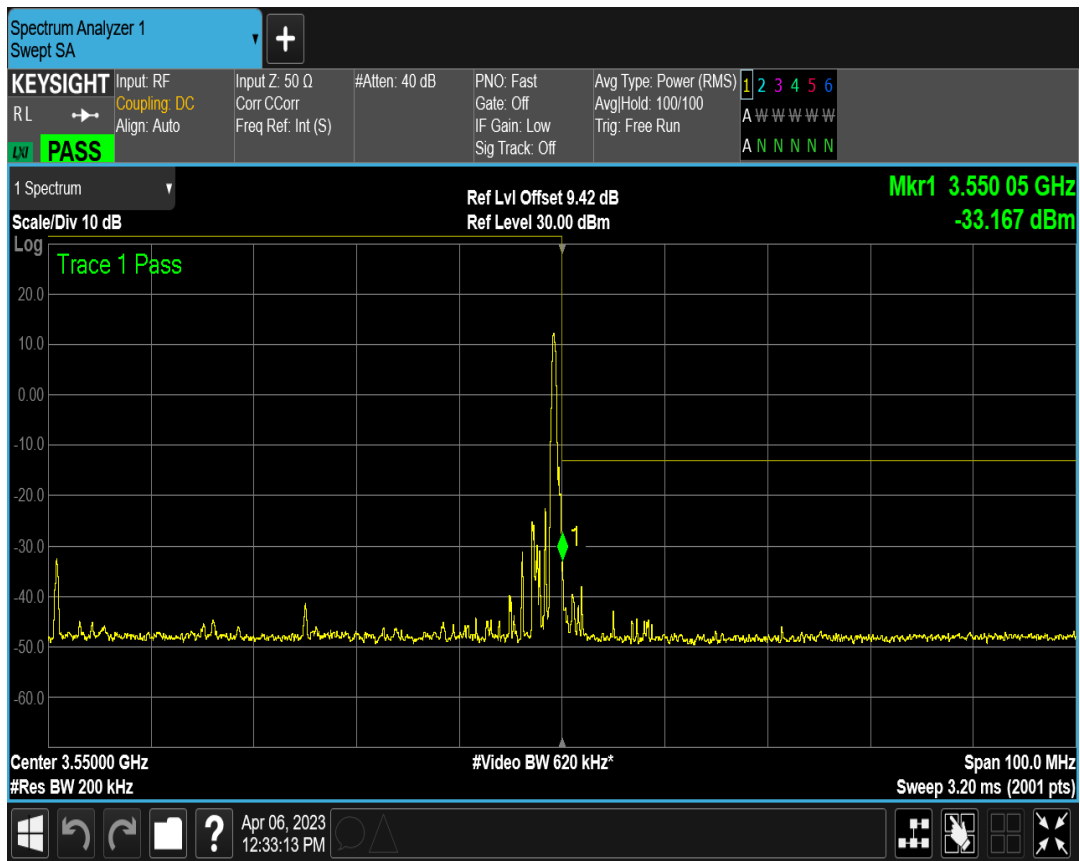 Spectrum Analyzer 1
Swept SA
+
KEYSIGHT
RL
LXI PASS
Input: RF
Coupling: DC
Align: Auto
Input Z: 50 Ω
Corr CCorr
Freq Ref: Int (S)
#Atten: 40 dB
PNO: Fast
Gate: Off
IF Gain: Low
Sig Track: Off
Avg Type: Power (RMS)
Avg|Hold: 100/100
Trig: Free Run
1 2 3 4 5 6
A W W W W W
A N N N N N
1 Spectrum
Scale/Div 10 dB
Ref Lvl Offset 9.42 dB
Ref Level 30.00 dBm
Mkr1 3.550 05 GHz
-33.167 dBm
Log
Trace 1 Pass
20.0
10.0
0.00
-10.0
-20.0
-30.0
1
-40.0
-50.0
-60.0
Center 3.55000 GHz
#Res BW 200 kHz
#Video BW 620 kHz*
Span 100.0 MHz
Sweep 3.20 ms (2001 pts)
?
Apr 06, 2023
12:33:13 PM